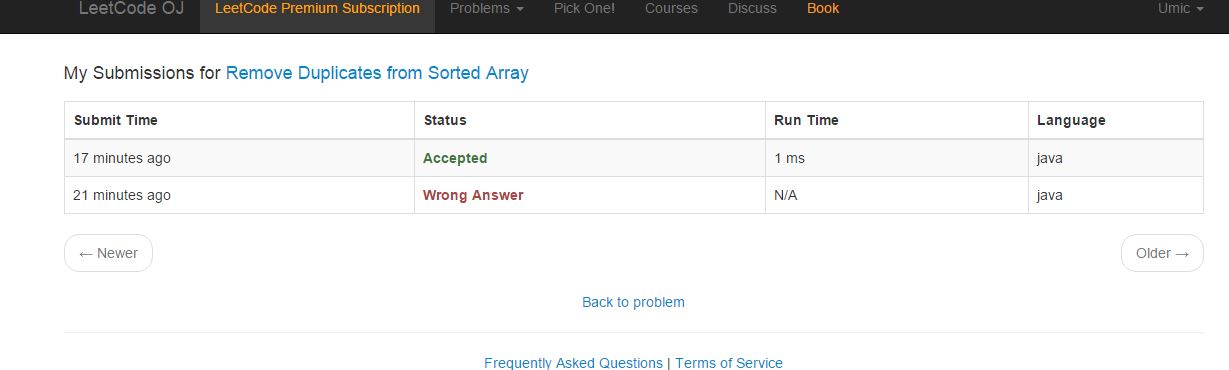 LeetCode OJ LeetCode Premium Subscription Problems Pick One! Courses Discuss Book Umic
My Submissions for Remove Duplicates from Sorted Array
Submit Time Status Run Time Language
17 minutes ago Accepted 1 ms java
21 minutes ago Wrong Answer N/A java
← Newer Older →
Back to problem
Frequently Asked Questions | Terms of Service